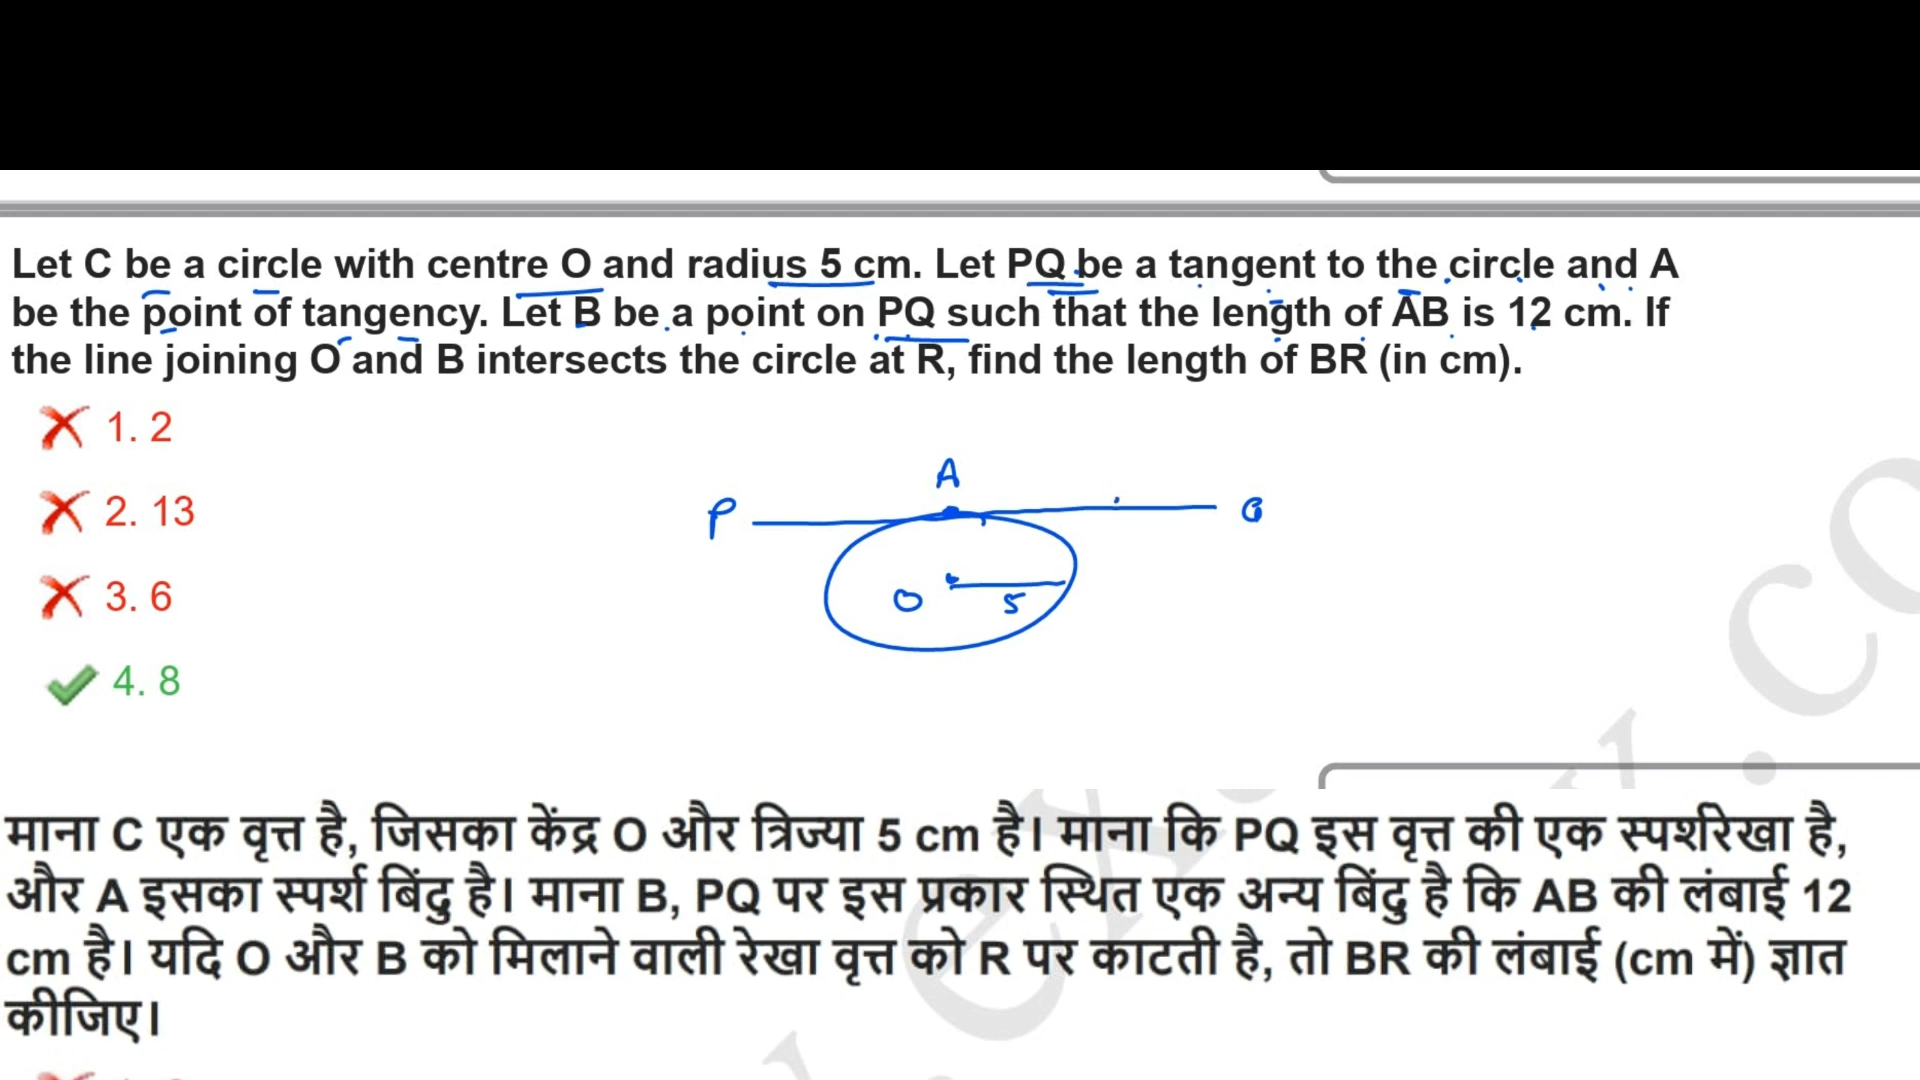 Let C be a circle with centre O and radius 5 cm. Let PQ be a tangent to the circle and A
be the point of tangency. Let B be a point on PQ such that the length of AB is 12 cm. If
the line joining O and B intersects the circle at R, find the length of BR (in cm).
1. 2
2. 13
3. 6
4. 8
A
P
Q
O
5
माना C एक वृत्त है, जिसका केंद्र O और त्रिज्या 5 cm है। माना कि PQ इस वृत्त की एक स्पर्शरेखा है,
और A इसका स्पर्श बिंदु है। माना B, PQ पर इस प्रकार स्थित एक अन्य बिंदु है कि AB की लंबाई 12
cm है। यदि O और B को मिलाने वाली रेखा वृत्त को R पर काटती है, तो BR की लंबाई (cm में) ज्ञात
कीजिए।